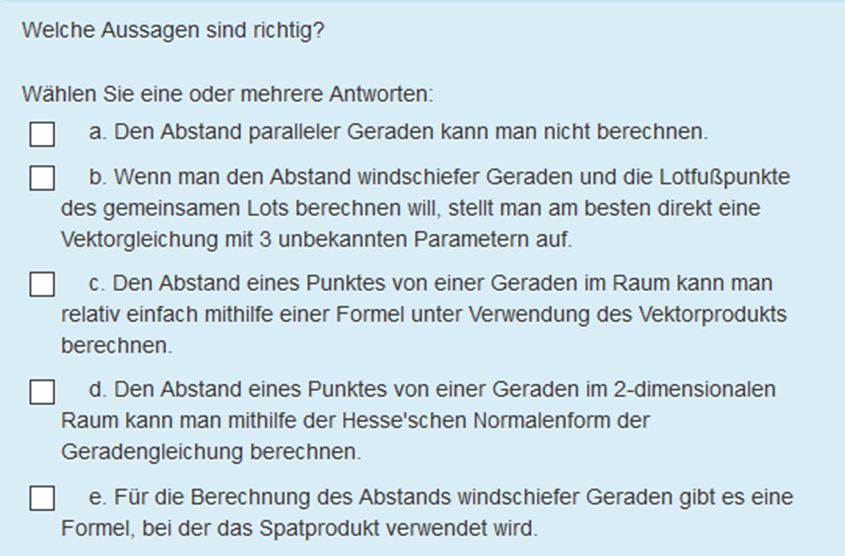 Welche Aussagen sind richtig?
Wählen Sie eine oder mehrere Antworten:
a. Den Abstand paralleler Geraden kann man nicht berechnen.
b. Wenn man den Abstand windschiefer Geraden und die Lotfußpunkte
des gemeinsamen Lots berechnen will, stellt man am besten direkt eine
Vektorgleichung mit 3 unbekannten Parametern auf.
c. Den Abstand eines Punktes von einer Geraden im Raum kann man
relativ einfach mithilfe einer Formel unter Verwendung des Vektorprodukts
berechnen.
d. Den Abstand eines Punktes von einer Geraden im 2-dimensionalen
Raum kann man mithilfe der Hesse'schen Normalenform der
Geradengleichung berechnen.
e. Für die Berechnung des Abstands windschiefer Geraden gibt es eine
Formel, bei der das Spatprodukt verwendet wird.